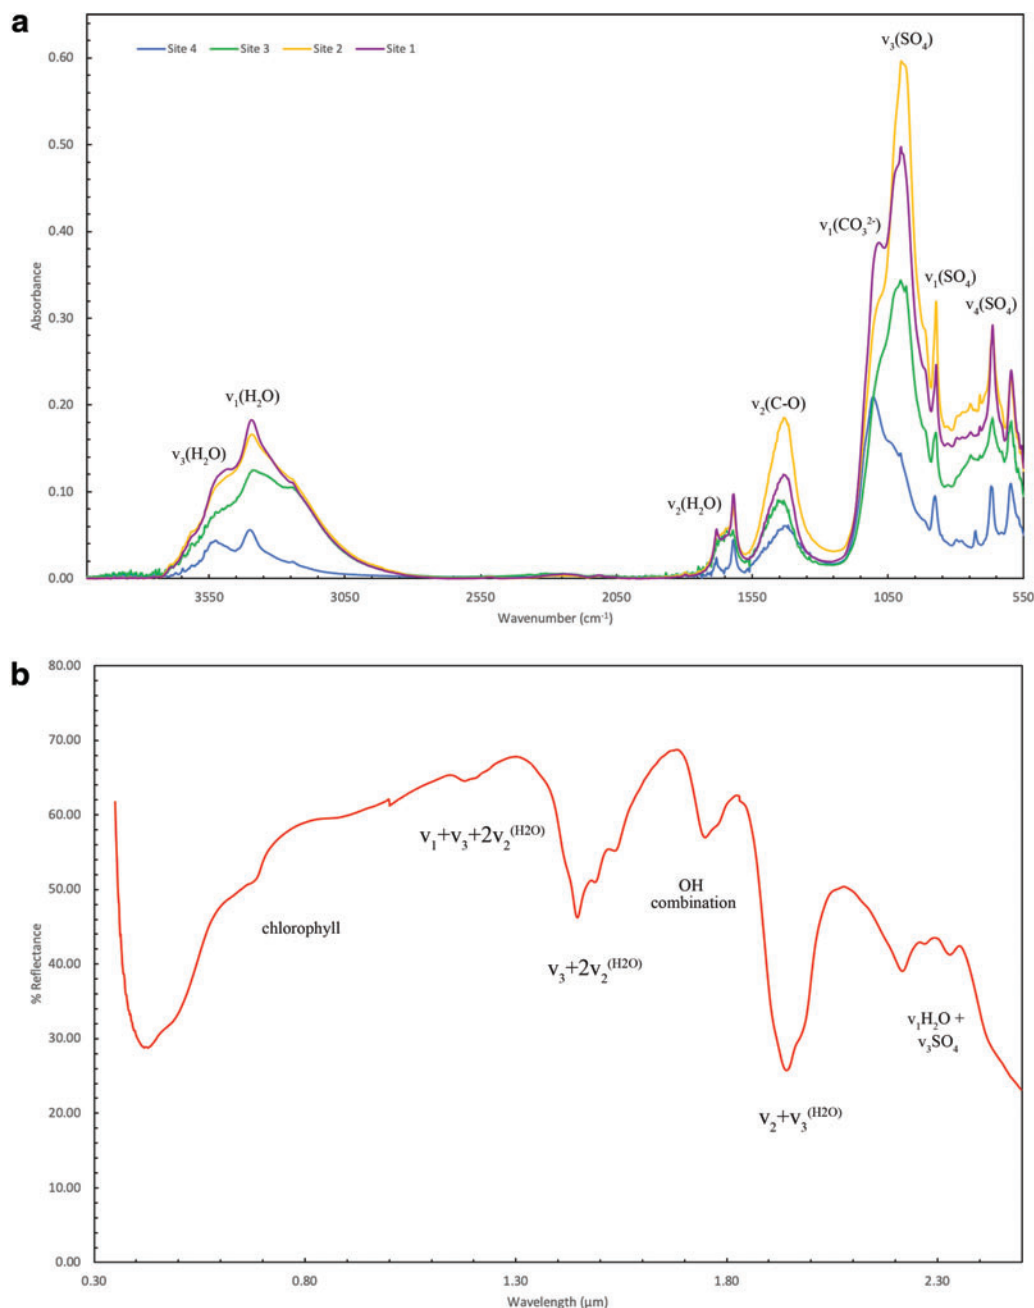 a
Site 4 Site 3 Site 2 Site 1
v₃(SO₄)
0.60
0.50
0.40
0.30
0.20
0.10
0.00
Absorbance
v₁(CO₃²⁻)
v₁(SO₄)
v₄(SO₄)
v₁(H₂O)
v₃(H₂O)
v₂(C-O)
v₂(H₂O)
3550 3050 2550 2050 1550 1050 550
Wavenumber (cm⁻¹)
b
80.00
70.00
60.00
50.00
40.00
30.00
20.00
10.00
0.00
% Reflectance
v₁+v₃+2v₂(H2O)
chlorophyll
OH
combination
v₃+2v₂(H2O)
v₁H₂O +
v₃SO₄
v₂+v₃(H2O)
0.30 0.80 1.30 1.80 2.30
Wavelength (µm)